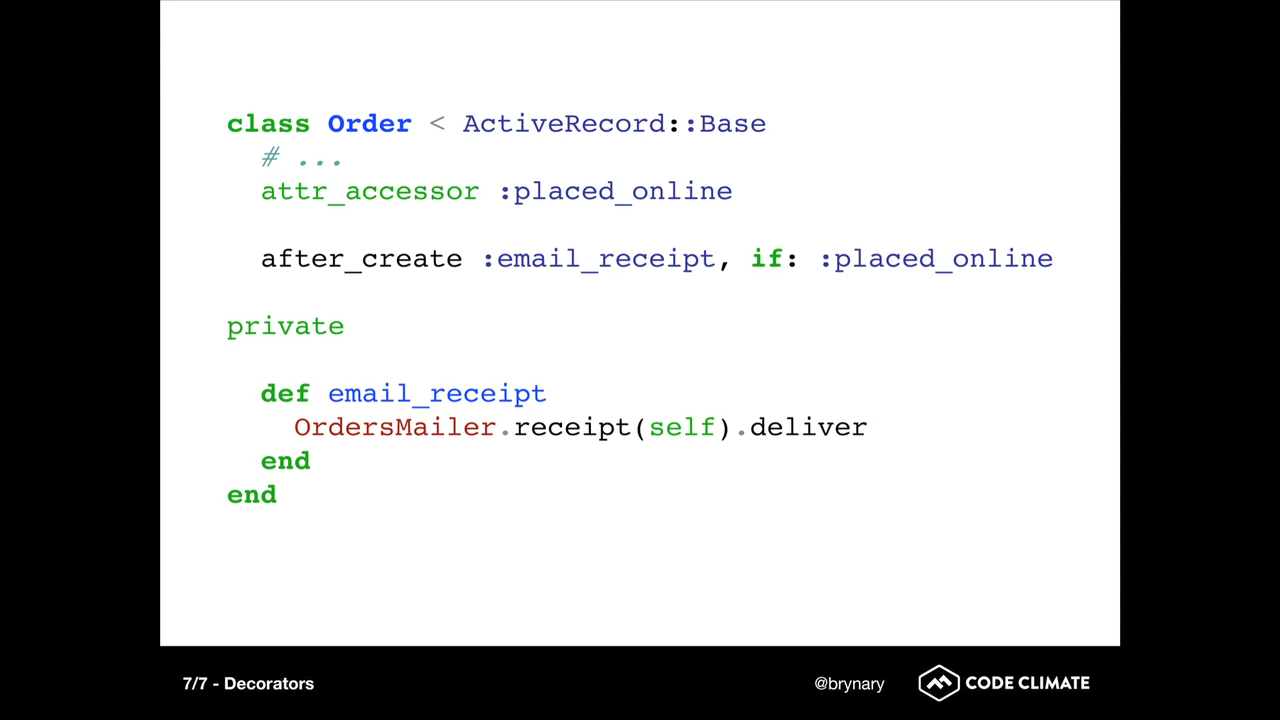 class Order < ActiveRecord::Base
  # ...
  attr_accessor :placed_online

  after_create :email_receipt, if: :placed_online

private

  def email_receipt
    OrdersMailer.receipt(self).deliver
  end
end
7/7 - Decorators
@brynary
CODE CLIMATE